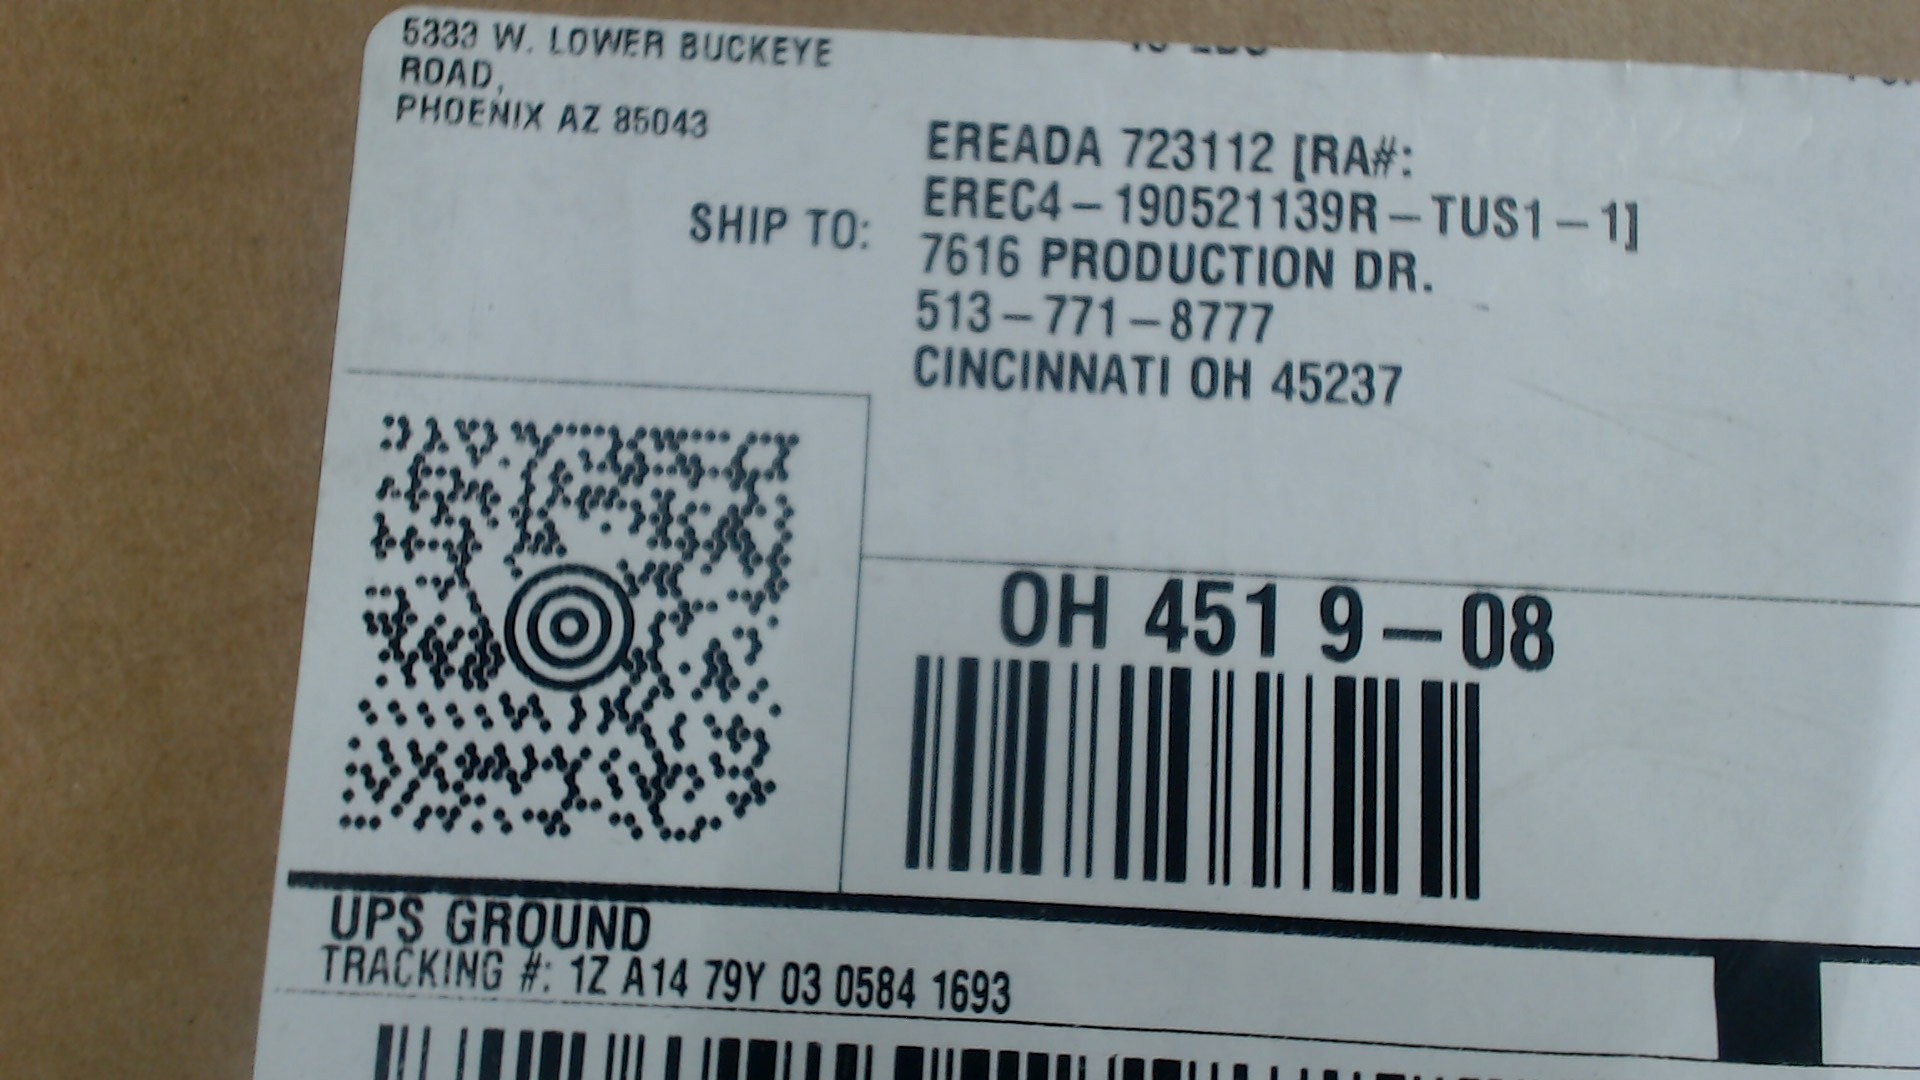 5333 W. LOWER BUCKEYE
ROAD,
PHOENIX AZ 85043
SHIP TO:
EREADA 723112 [RA#:
EREC4-190521139R-TUS1-1]
7616 PRODUCTION DR.
513-771-8777
CINCINNATI OH 45237
OH 451 9-08
UPS GROUND
TRACKING #: 1Z A14 79Y 03 0584 1693